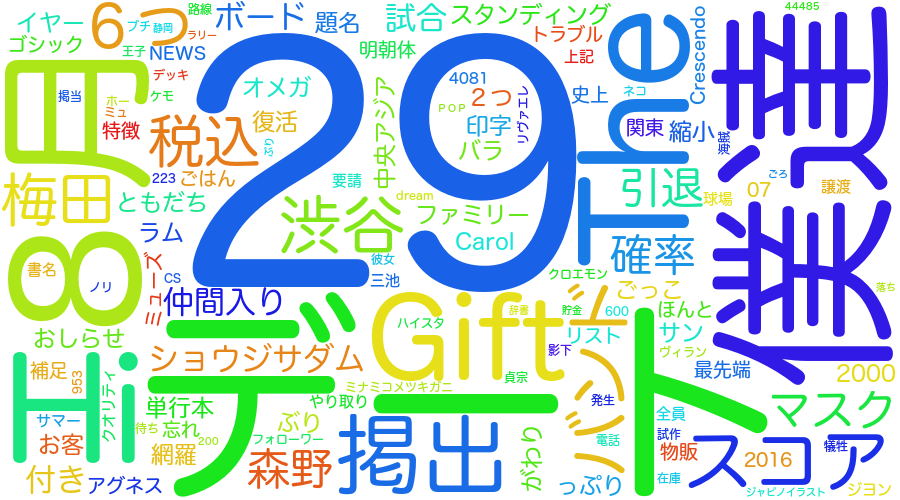 イヤー
6つ
プチ
静岡
路線
ラリー
ボード
題名
試合
スタンディング
44485
ゴシック
王子
NEWS
明朝体
トラブル
上記
Crescendo
デッキ
オメガ
4081
2つ
史上
ネコ
掲当
ホー
ケモ
ミュ
特徴
税込
復活
29
中央アジア
POP
印字
リヴァエレ
The
関東
縮小
僕達
月
223
ごはん
ぷり
要請
バラ
引退
球場
07
ごろ
譲渡
梅田
ともだち
渋谷
dream
ファミリー
ラム
Carol
確率
8
書名
ノリ
ミューズ
CS
仲間入り
彼女
三池
クロエモン
ごっこ
落ち
おしらせ
デート
Gift
辞書
貯金
600
ほんと
ハイスタ
リスト
サン
バンド
ヴィラン
影下
Hi
補足
953
クオリティ
ショウジサダム
貞宗
最先端
2000
ミナミコメツキガニ
やり取り
発生
サマー
単行本
待ち
忘れ
200
ぶり
フォローワー
掲出
がわり
電話
全員
試作
マスク
お客
網羅
森野
物販
スコア
2016
犠牲
付き
アグネス
っぷり
在庫
ジャピノイラスト
ジヨン